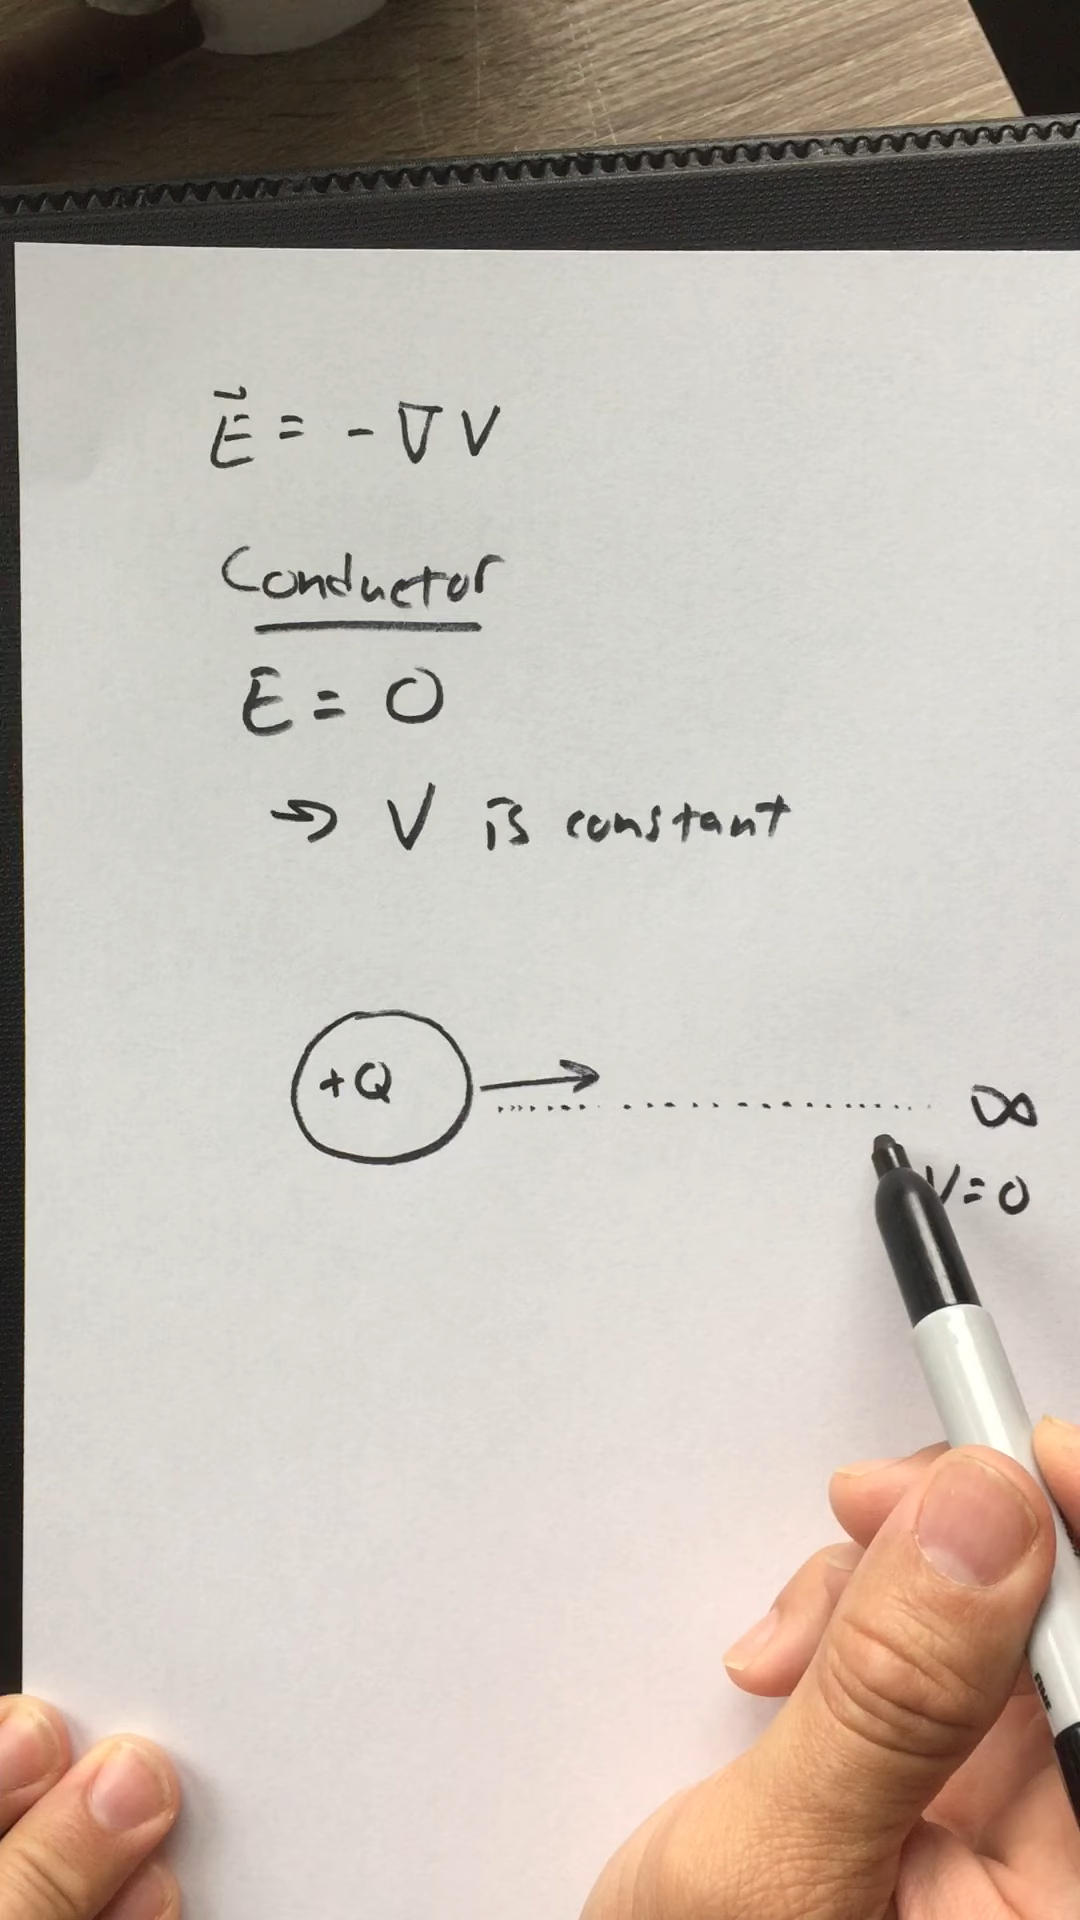 E⃗ = - ∇ V
Conductor
E = 0
→ V is constant
+Q → ∞
V = 0